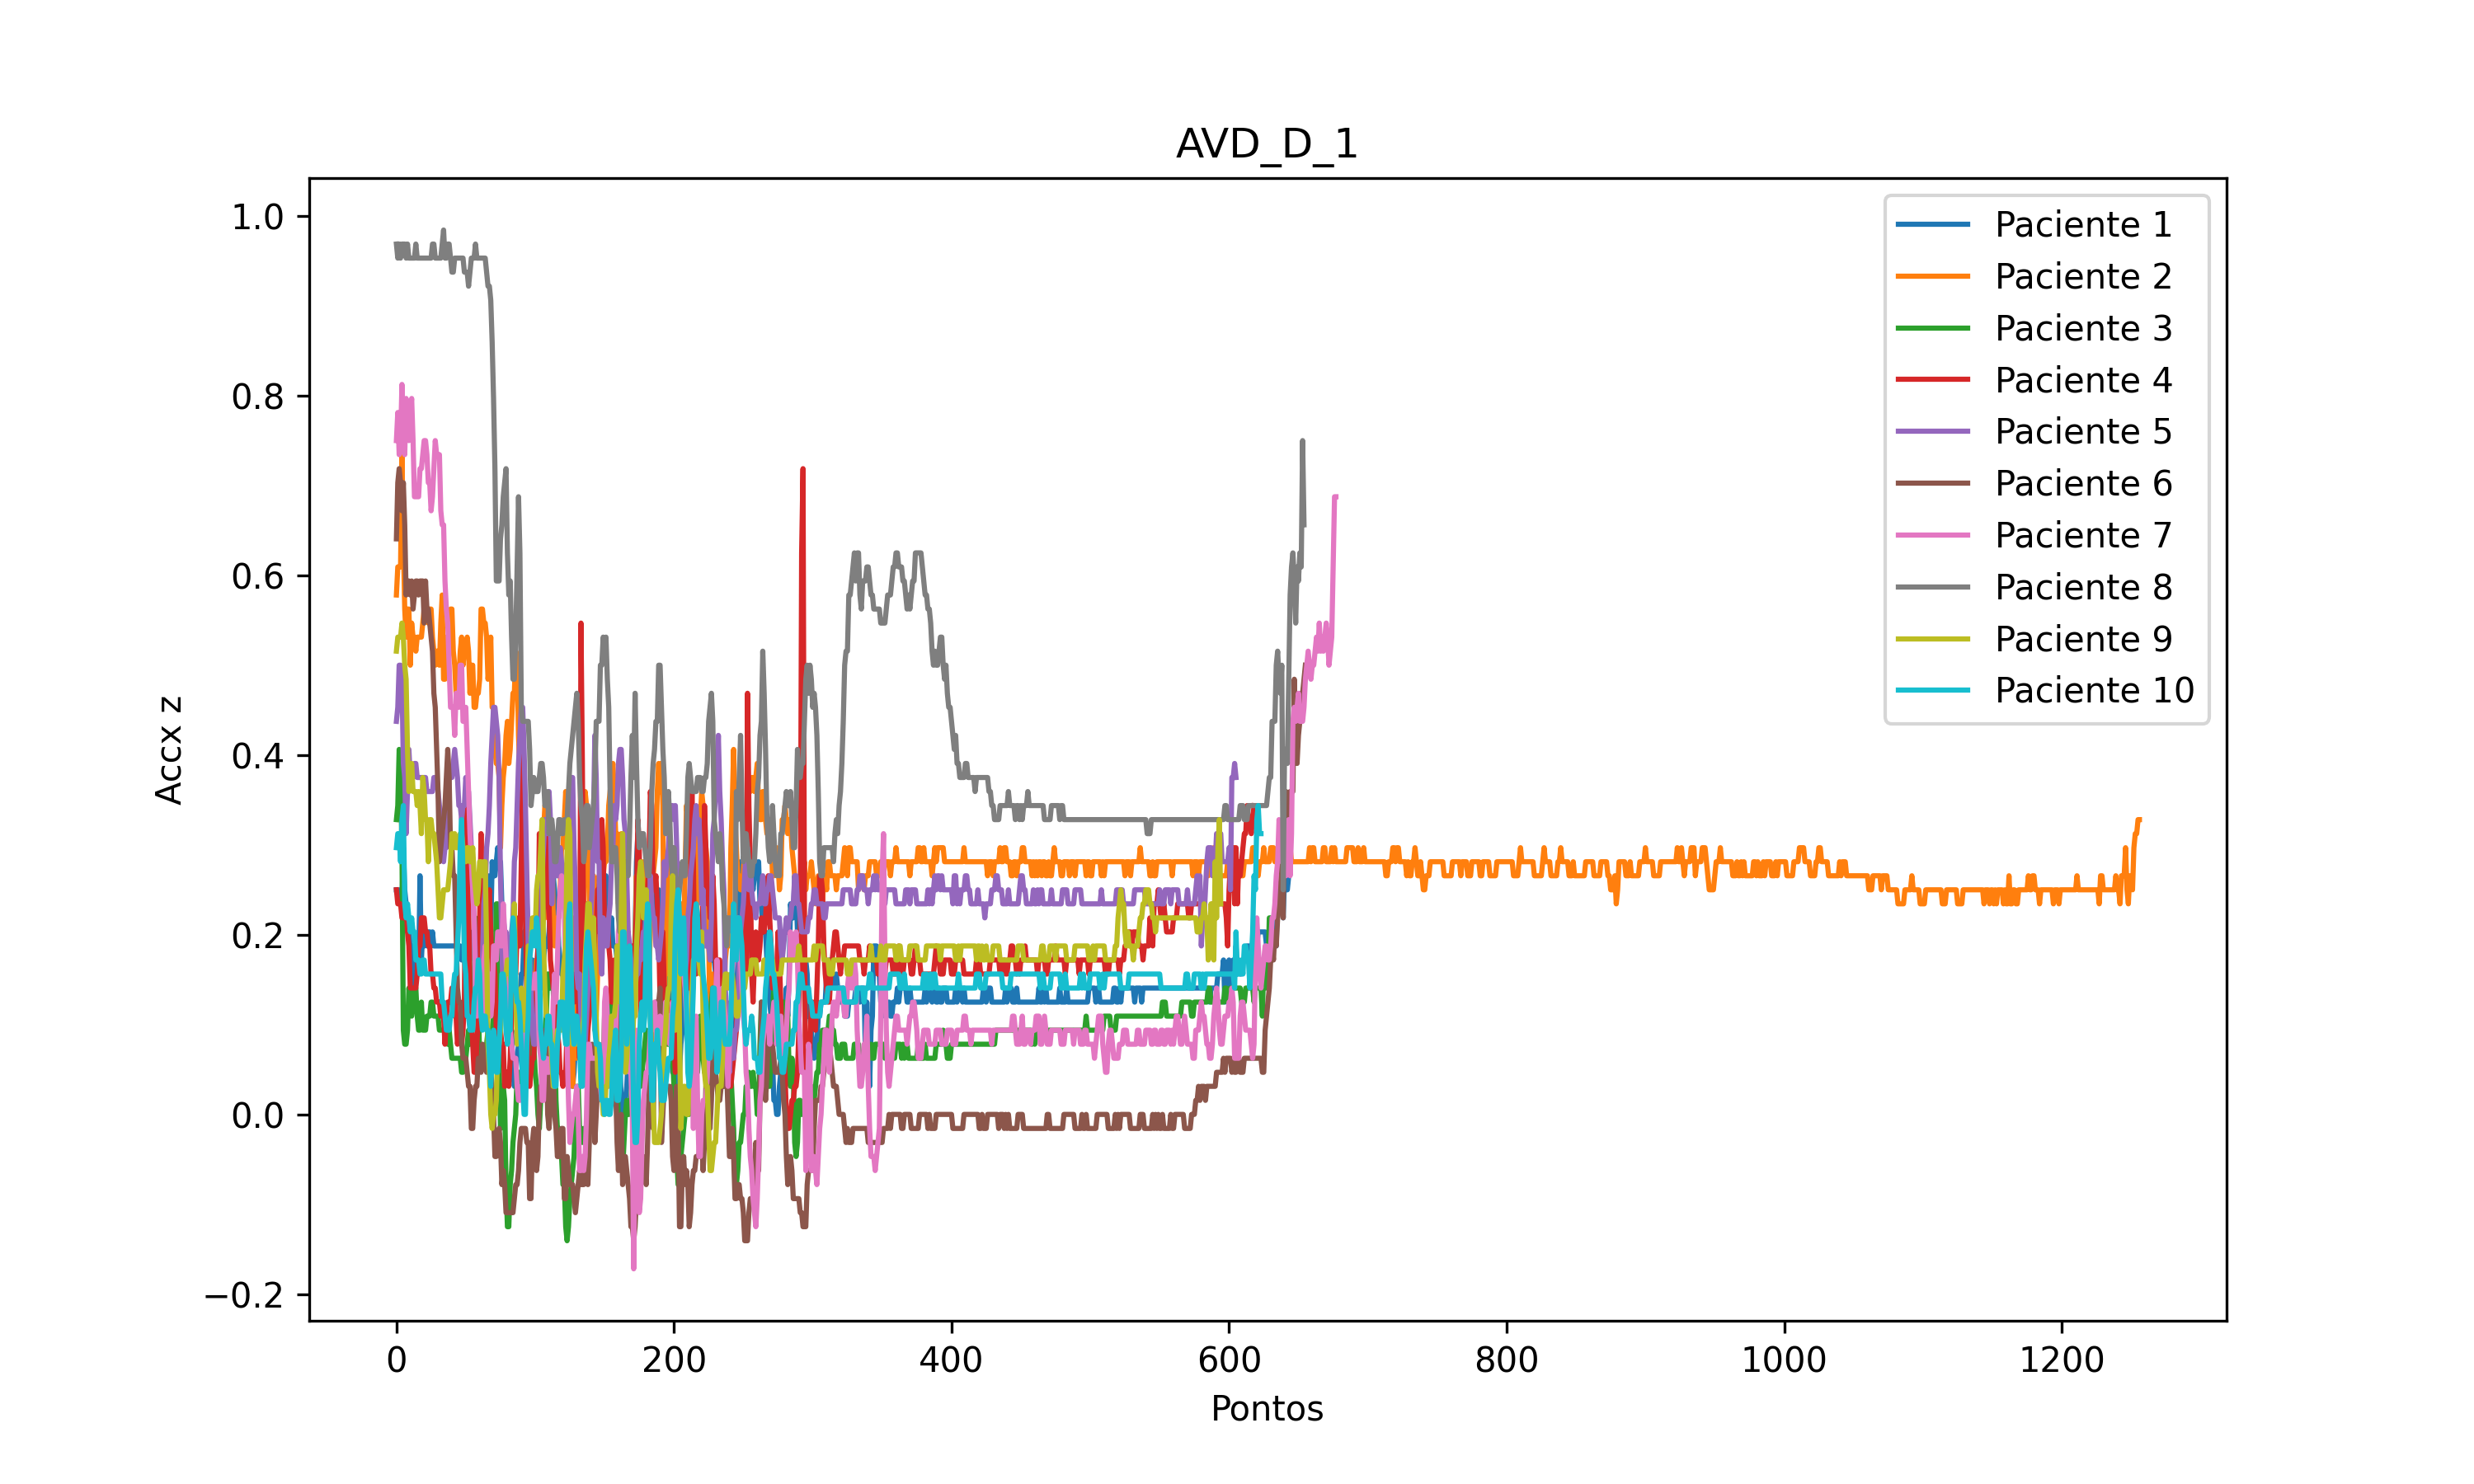 AVD_D_1
1.0
0.8
0.6
0.4
0.2
0.0
−0.2
Accx z
0 200 400 600 800 1000 1200
Pontos
Paciente 1
Paciente 2
Paciente 3
Paciente 4
Paciente 5
Paciente 6
Paciente 7
Paciente 8
Paciente 9
Paciente 10